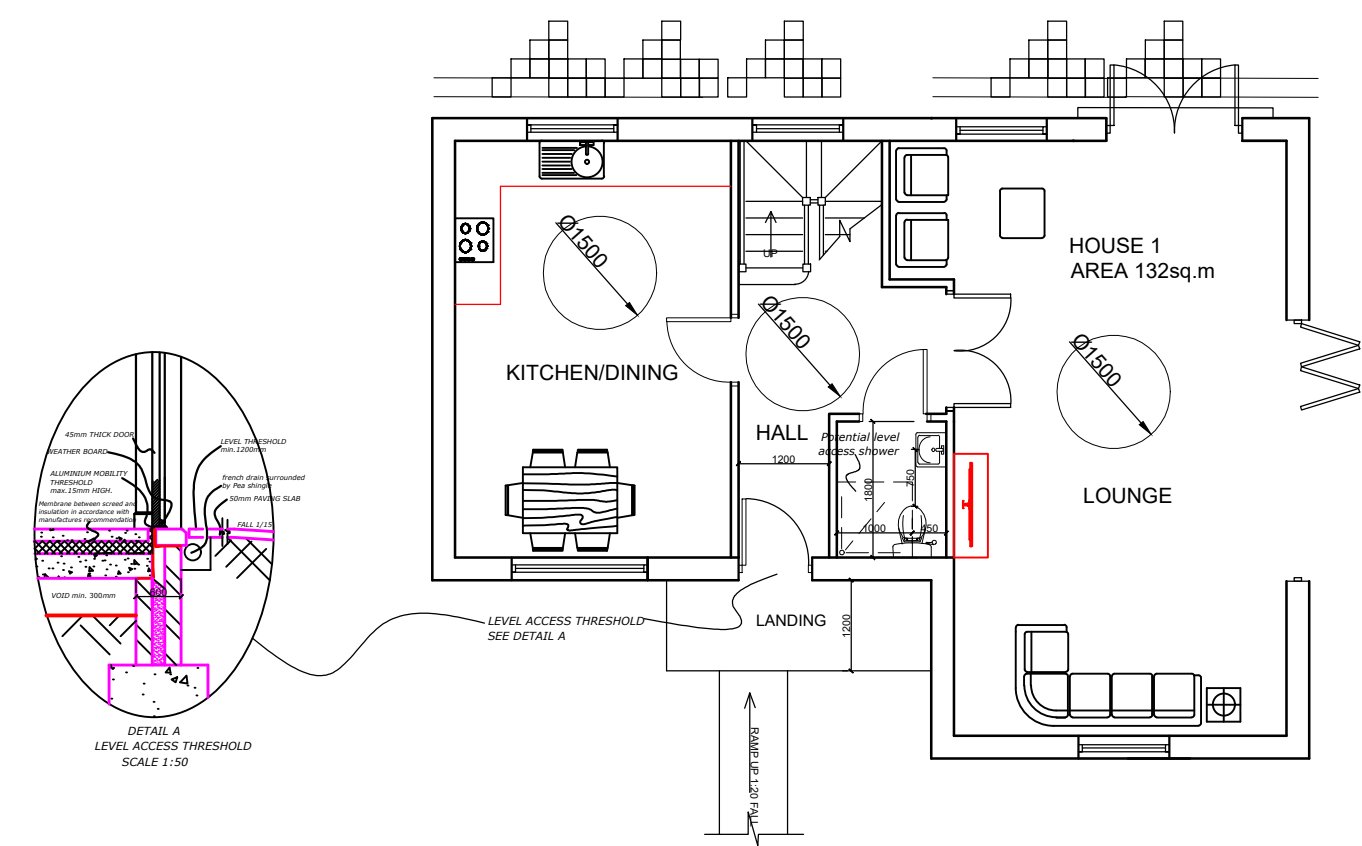 Ø1500
UP
Ø1500
HOUSE 1
AREA 132sq.m
Ø1500
KITCHEN/DINING
HALL
1200
Potential level
access shower
1800
750
1000
450
LOUNGE
LANDING
1200
LEVEL ACCESS THRESHOLD
SEE DETAIL A
RAMP UP 1:20 FALL
45mm THICK DOOR
WEATHER BOARD
ALUMINIUM MOBILITY
THRESHOLD
max.15mm HIGH.
Membrane between screed and
insulation in accordance with
manufactures recommendation
LEVEL THRESHOLD
min.1200mm
french drain surrounded
by Pea shingle
50mm PAVING SLAB
FALL 1/15
VOID min. 300mm
DETAIL A
LEVEL ACCESS THRESHOLD
SCALE 1:50